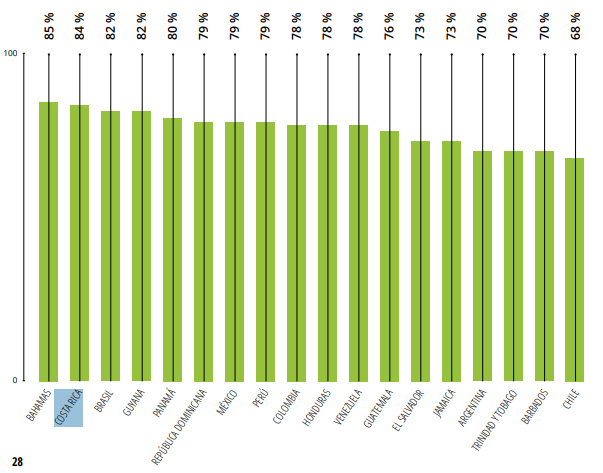 85 % 84 % 82 % 82 % 80 % 79 % 79 % 79 % 78 % 78 % 78 % 76 % 73 % 73 % 70 % 70 % 70 % 68 %
100
0
BAHAMAS COSTA RICA BRASIL GUYANA PANAMÁ REPÚBLICA DOMINICANA MÉXICO PERÚ COLOMBIA HONDURAS VENEZUELA GUATEMALA EL SALVADOR JAMAICA ARGENTINA TRINIDAD Y TOBAGO BARBADOS CHILE
28